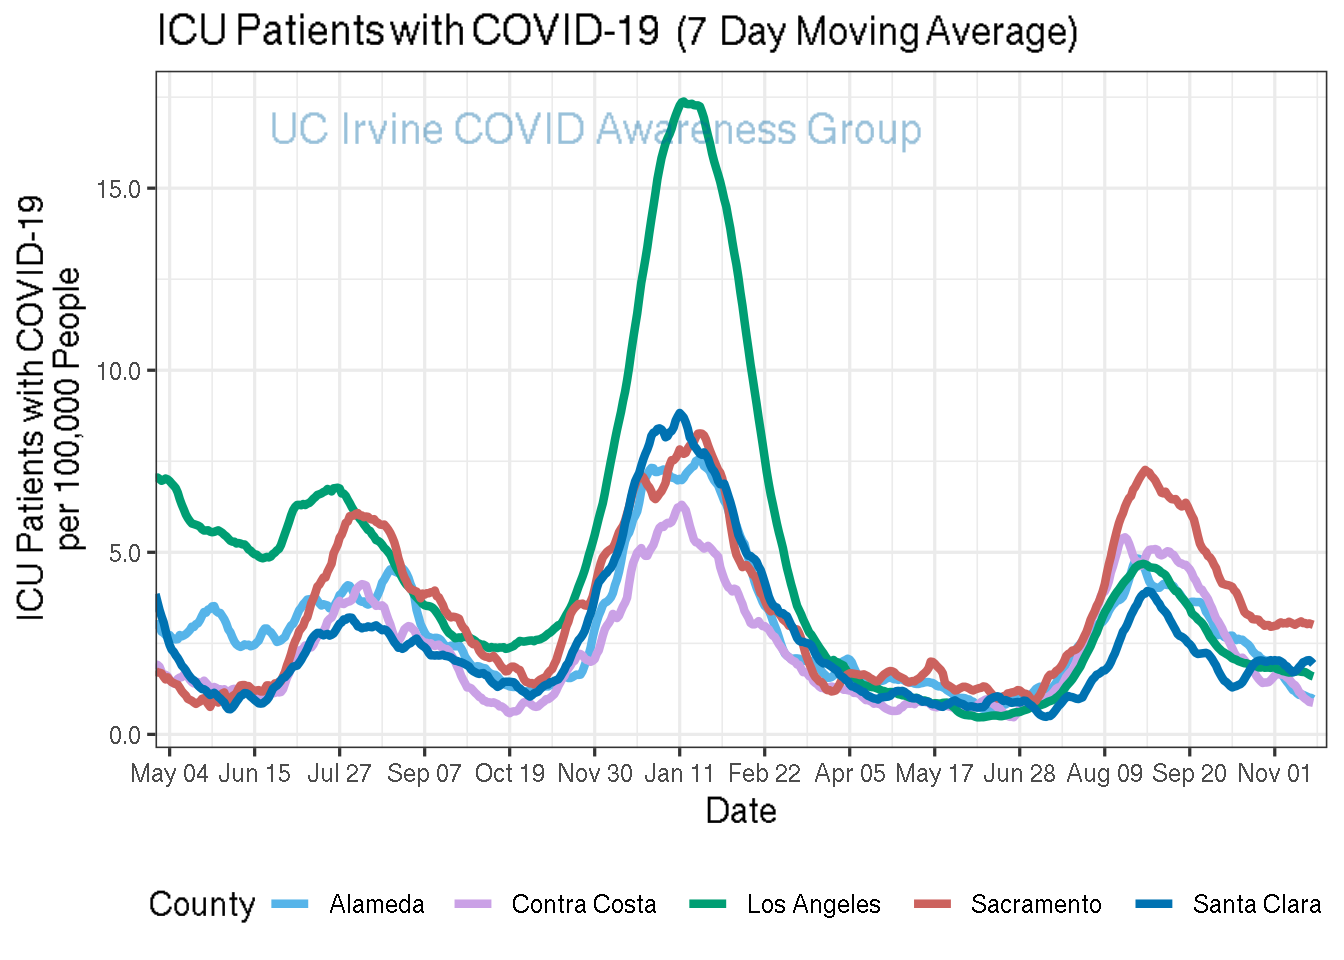 ICU Patients with COVID-19 (7 Day Moving Average)
UC Irvine COVID Awareness Group
ICU Patients with COVID-19
per 100,000 People
15.0
10.0
5.0
0.0
May 04 Jun 15 Jul 27 Sep 07 Oct 19 Nov 30 Jan 11 Feb 22 Apr 05 May 17 Jun 28 Aug 09 Sep 20 Nov 01
Date
County Alameda Contra Costa Los Angeles Sacramento Santa Clara